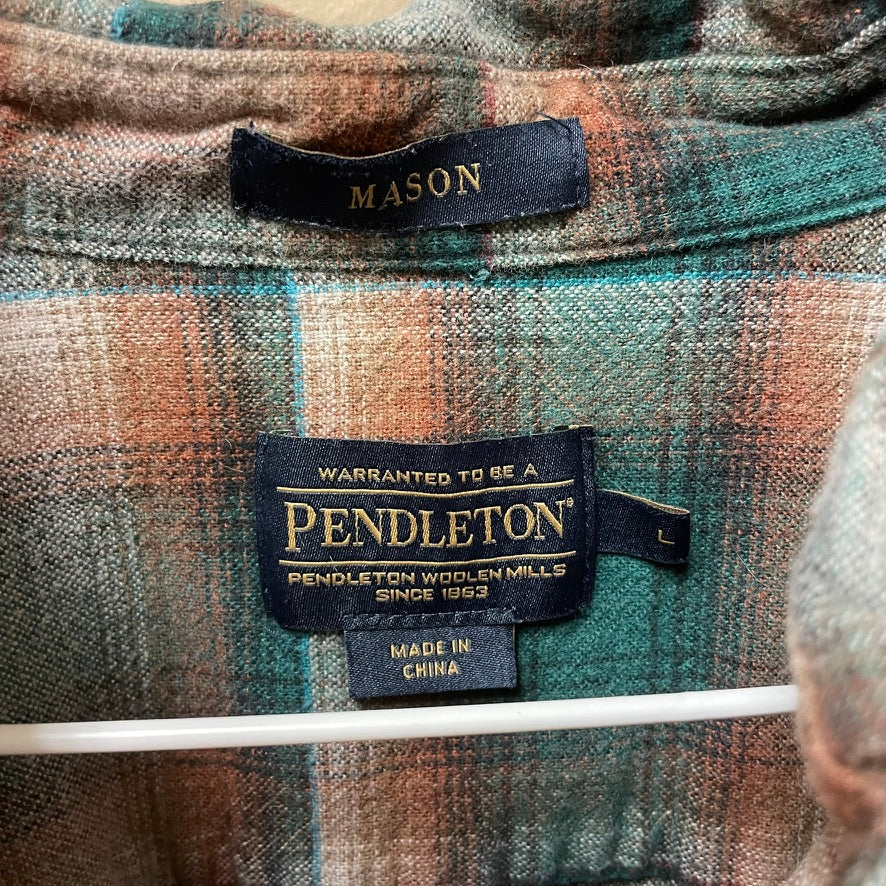 MASON
WARRANTED TO BE A
PENDLETON®
PENDLETON WOOLEN MILLS
SINCE 1863
L
MADE IN
CHINA